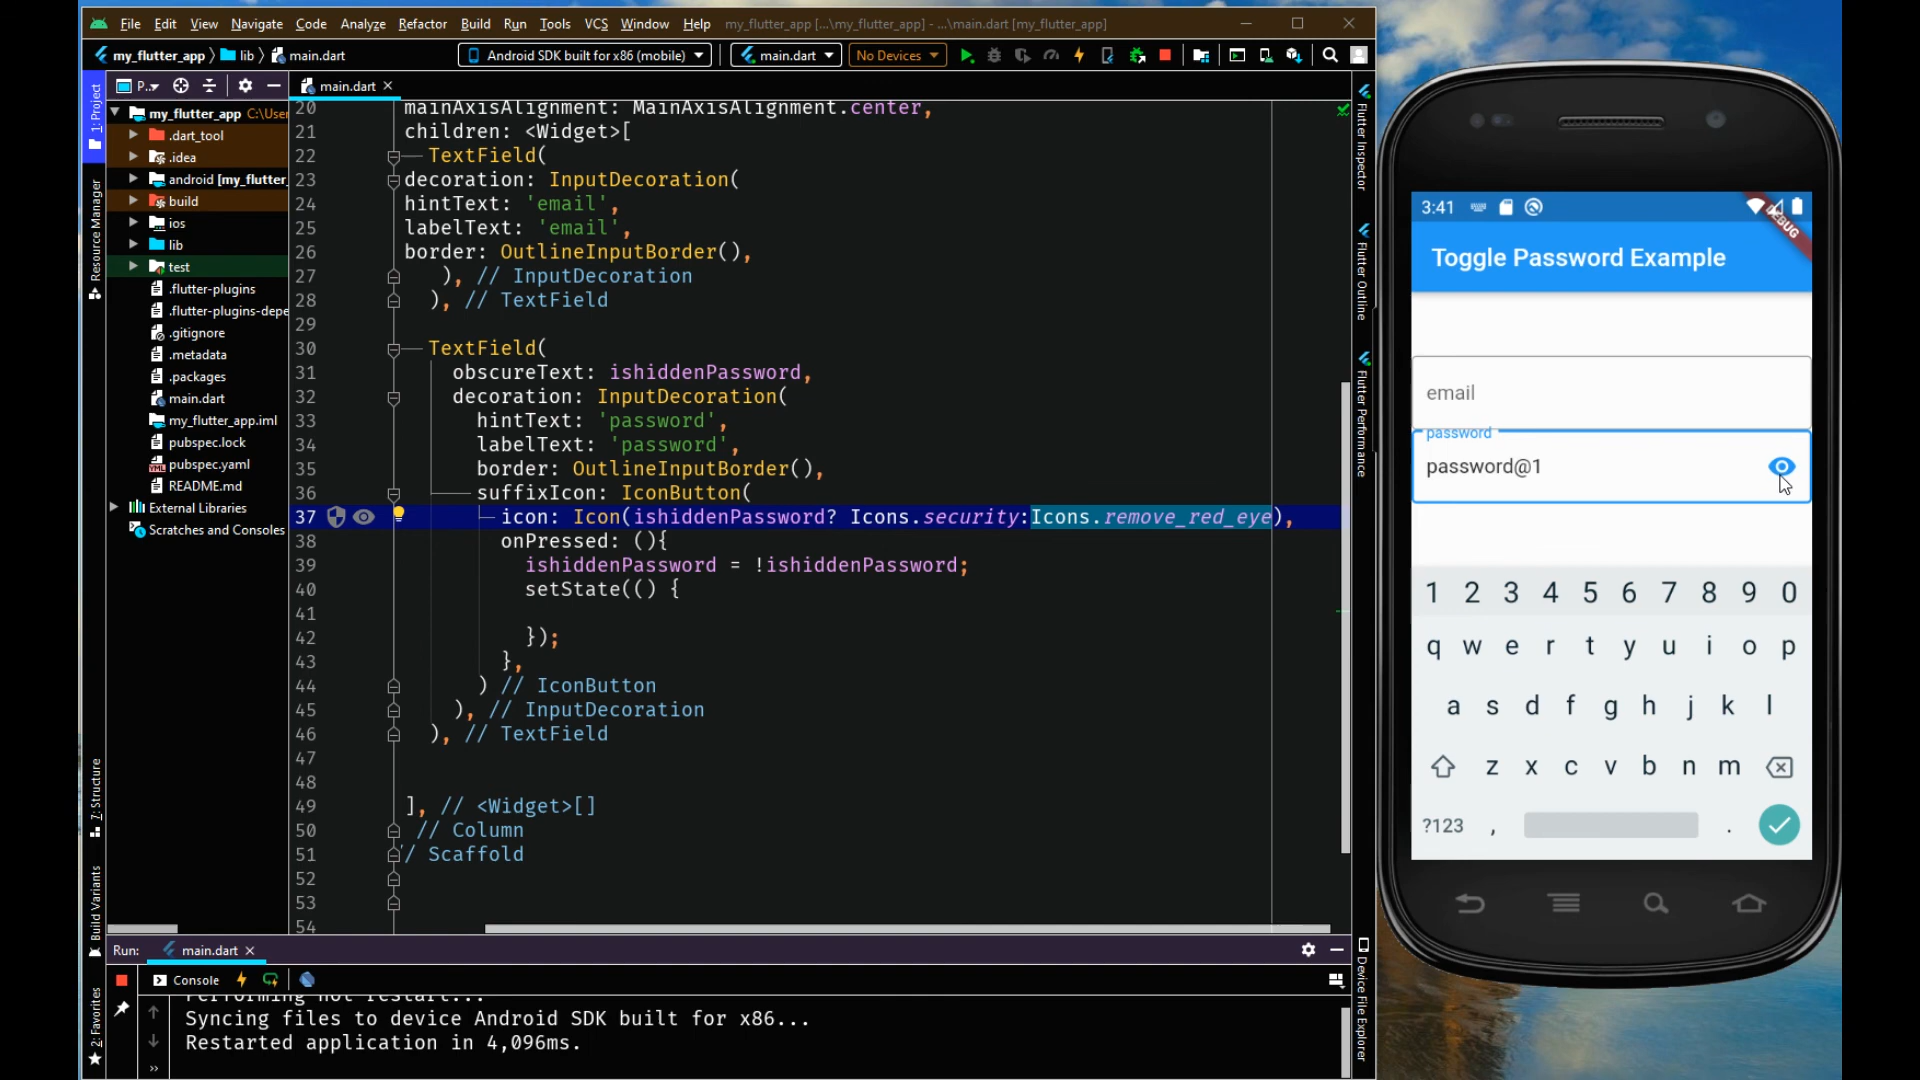 File Edit View Navigate Code Analyze Refactor Build Run Tools VCS Window Help my_flutter_app [...\my_flutter_app] - ...\main.dart [my_flutter_app]
my_flutter_app lib main.dart Android SDK built for x86 (mobile) main.dart No Devices
1: Project
Resource Manager
Z: Structure
Build Variants
2: Favorites
P..
my_flutter_app C:\User
.dart_tool
.idea
android [my_flutter_
build
ios
lib
test
.flutter-plugins
.flutter-plugins-depe
.gitignore
.metadata
.packages
main.dart
my_flutter_app.iml
pubspec.lock
pubspec.yaml
README.md
External Libraries
Scratches and Consoles
main.dart
20 mainAxisAlignment: MainAxisAlignment.center,
21 children: <Widget>[
22 TextField(
23 decoration: InputDecoration(
24 hintText: 'email',
25 labelText: 'email',
26 border: OutlineInputBorder(),
27 ), // InputDecoration
28 ), // TextField
29
30 TextField(
31 obscureText: ishiddenPassword,
32 decoration: InputDecoration(
33 hintText: 'password',
34 labelText: 'password',
35 border: OutlineInputBorder(),
36 suffixIcon: IconButton(
37 icon: Icon(ishiddenPassword? Icons.security:Icons.remove_red_eye),
38 onPressed: (){
39 ishiddenPassword = !ishiddenPassword;
40 setState(() {
41
42 });
43 },
44 ) // IconButton
45 ), // InputDecoration
46 ), // TextField
47
48
49 ], // <Widget>[]
50 // Column
51 / Scaffold
52
53
54
Flutter Inspector
Flutter Outline
Flutter Performance
Device File Explorer
Run: main.dart
Console
Performing hot restart...
Syncing files to device Android SDK built for x86...
Restarted application in 4,096ms.
»
3:41
DEBUG
Toggle Password Example
email
password
password@1
1 2 3 4 5 6 7 8 9 0
q w e r t y u i o p
a s d f g h j k l
z x c v b n m
?123 , .